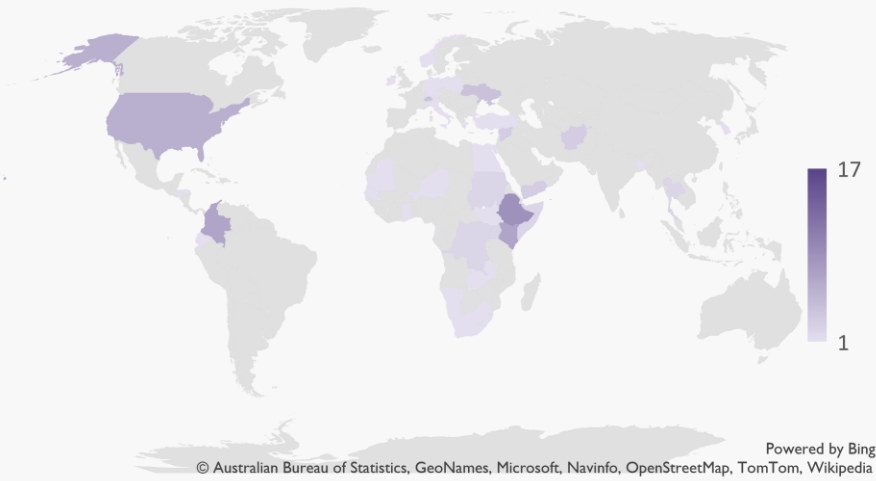 17
1
Powered by Bing
© Australian Bureau of Statistics, GeoNames, Microsoft, Navinfo, OpenStreetMap, TomTom, Wikipedia